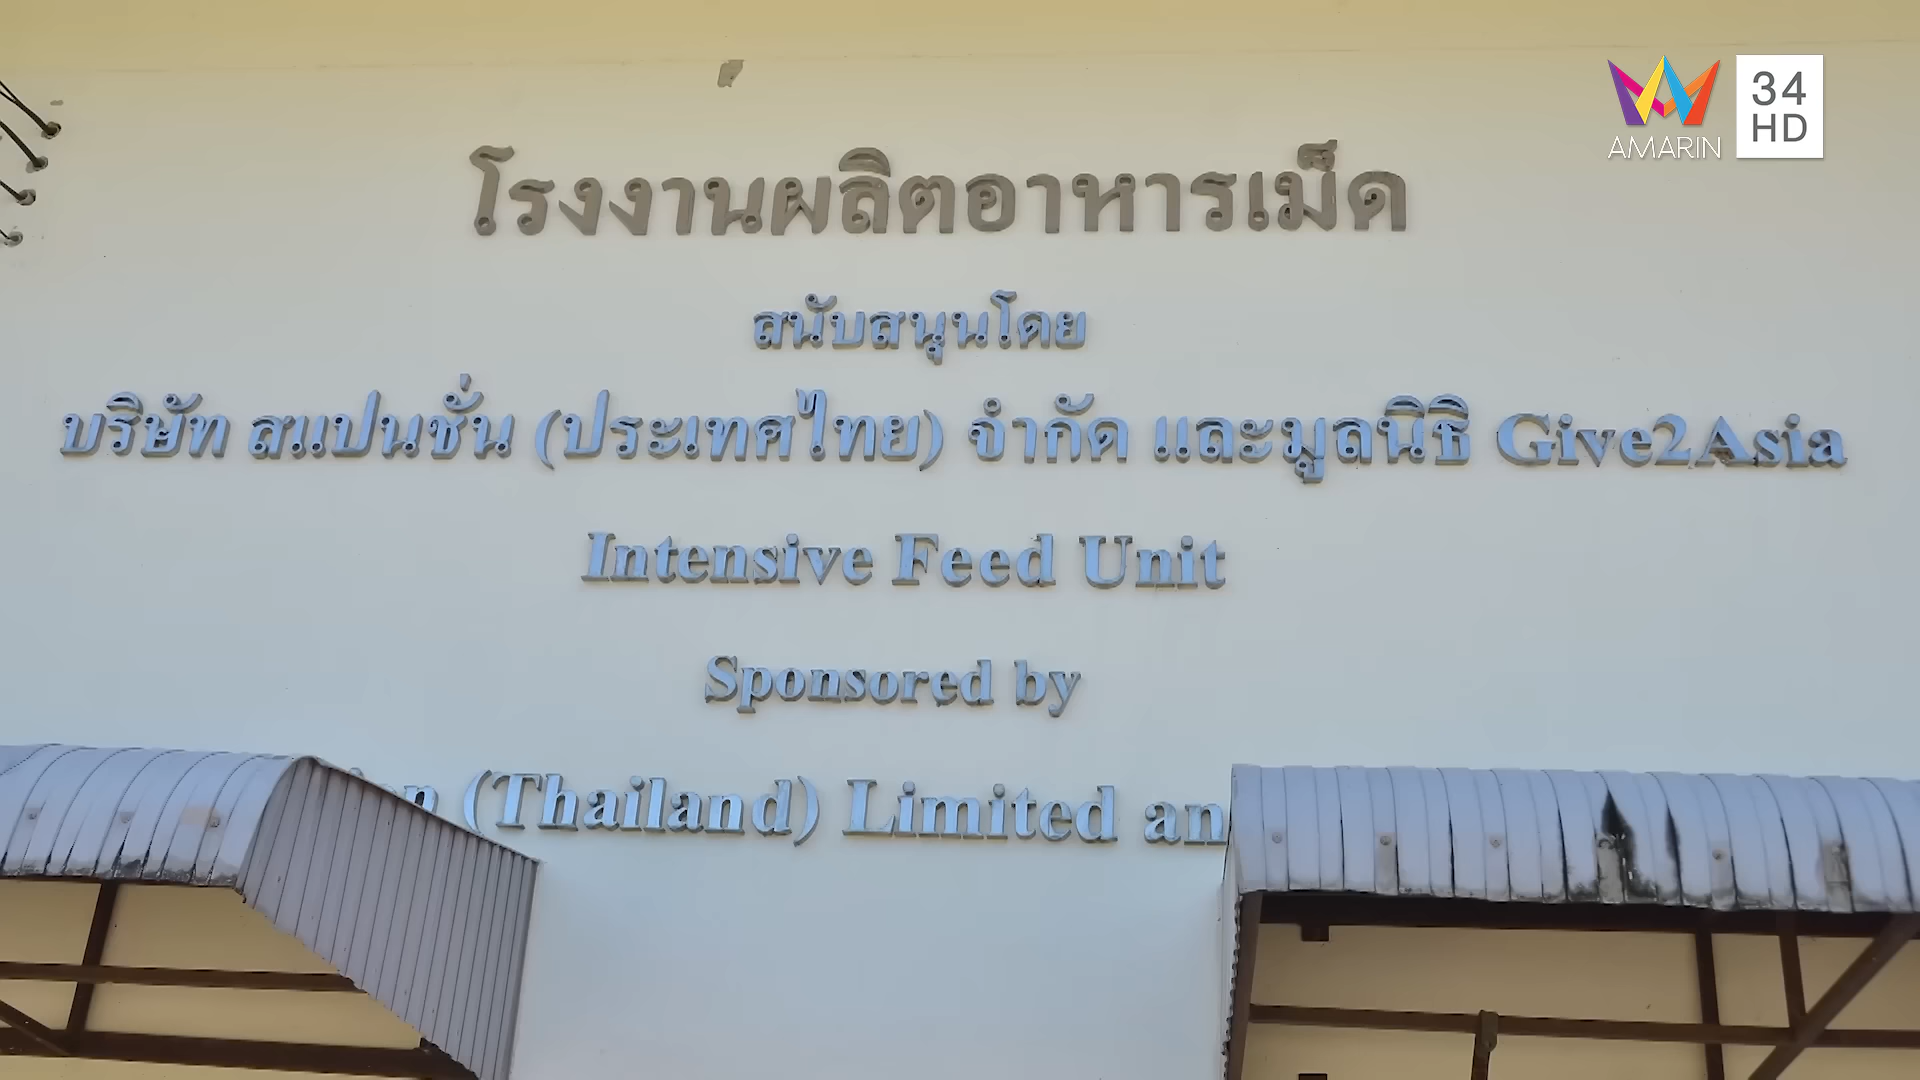 AMARIN
34
HD
โรงงานผลิตอาหารเม็ด
สนับสนุนโดย
บริษัท สแปนชั่น (ประเทศไทย) จำกัด และมูลนิธิ Give2Asia
Intensive Feed Unit
Sponsored by
(Thailand) Limited an